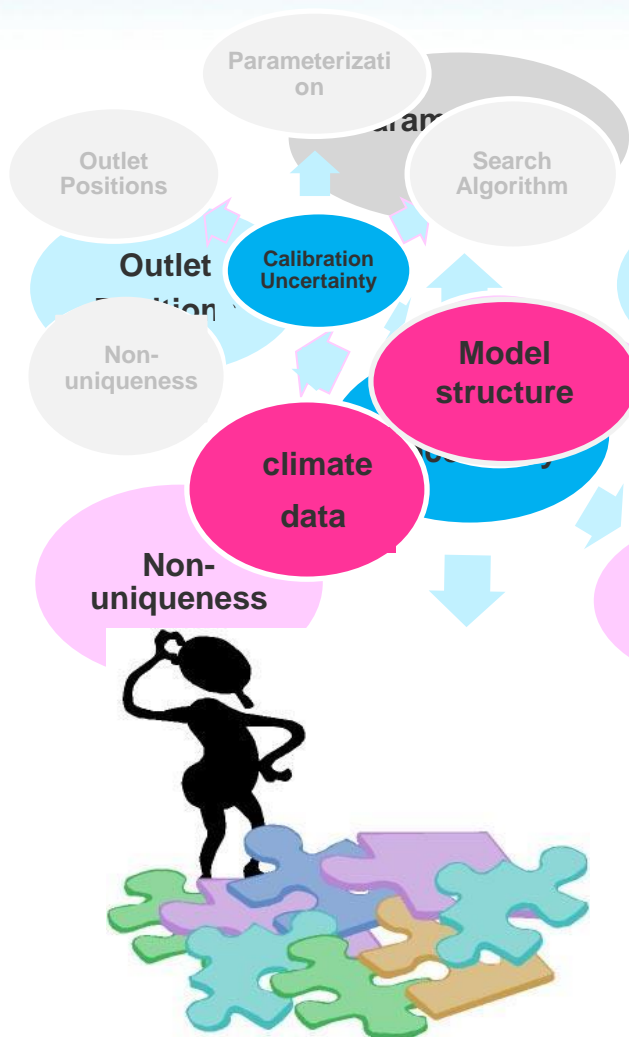 Parameterizati
on
Outlet
Positions
Search
Algorithm
Calibration
Uncertainty
Outlet
Non-
uniqueness
Model
structure
climate
data
Non-
uniqueness